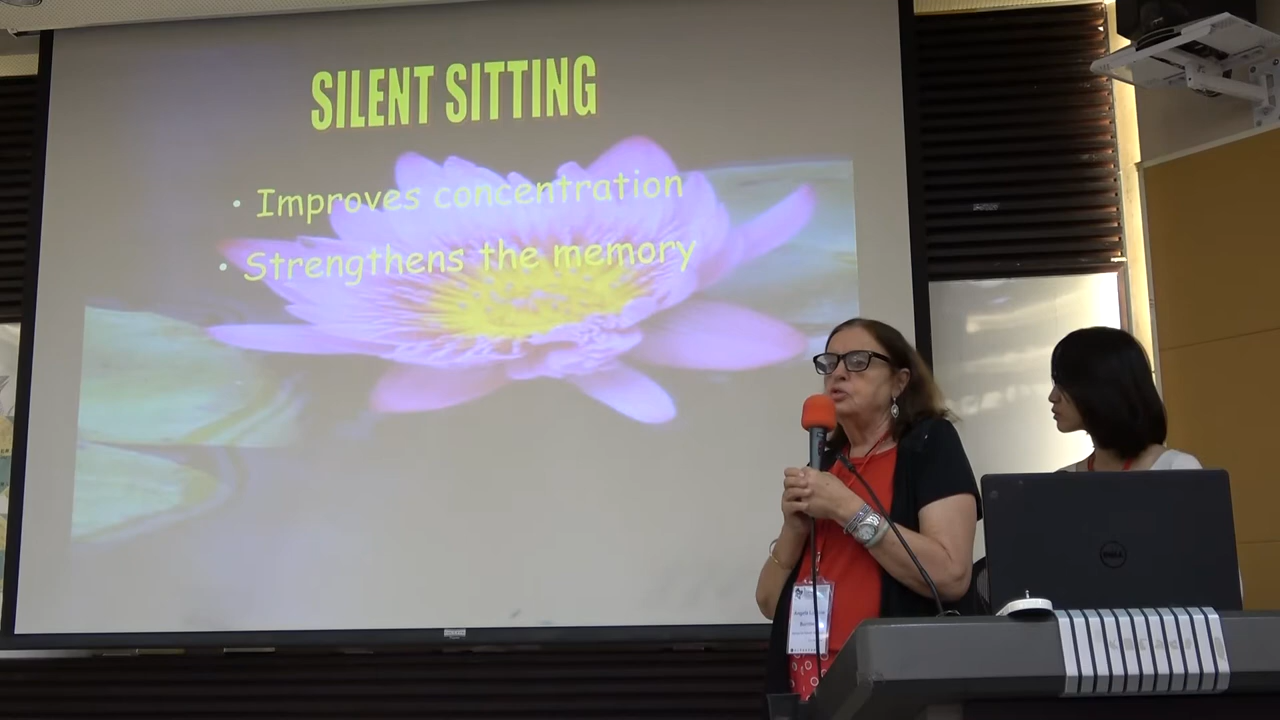 SILENT SITTING
• Improves concentration
• Strengthens the memory
DELL